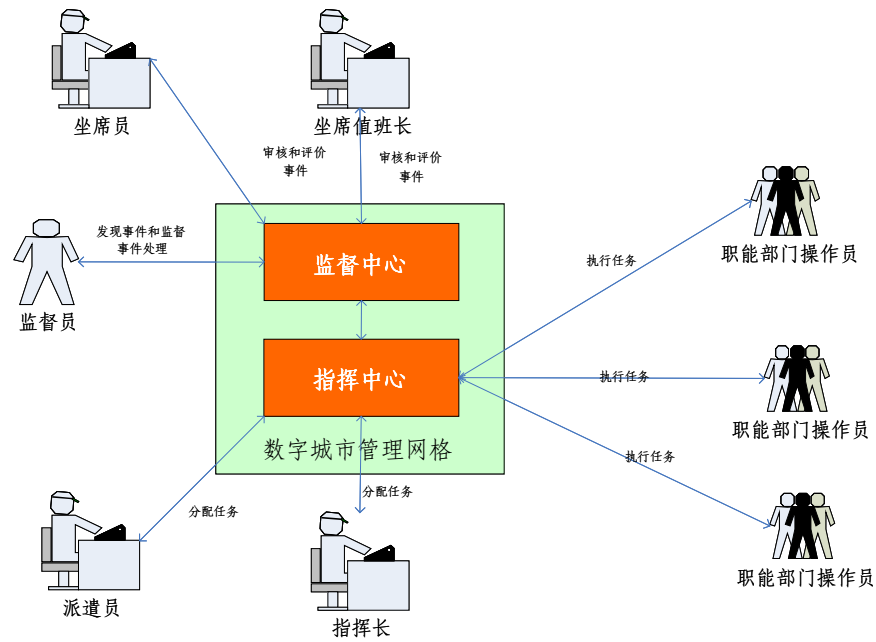 坐席员
坐席值班长
审核和评价
事件
审核和评价
事件
发现事件和监督
事件处理
监督员
监督中心
指挥中心
数字城市管理网格
执行任务
职能部门操作员
执行任务
职能部门操作员
执行任务
职能部门操作员
分配任务
派遣员
分配任务
指挥长